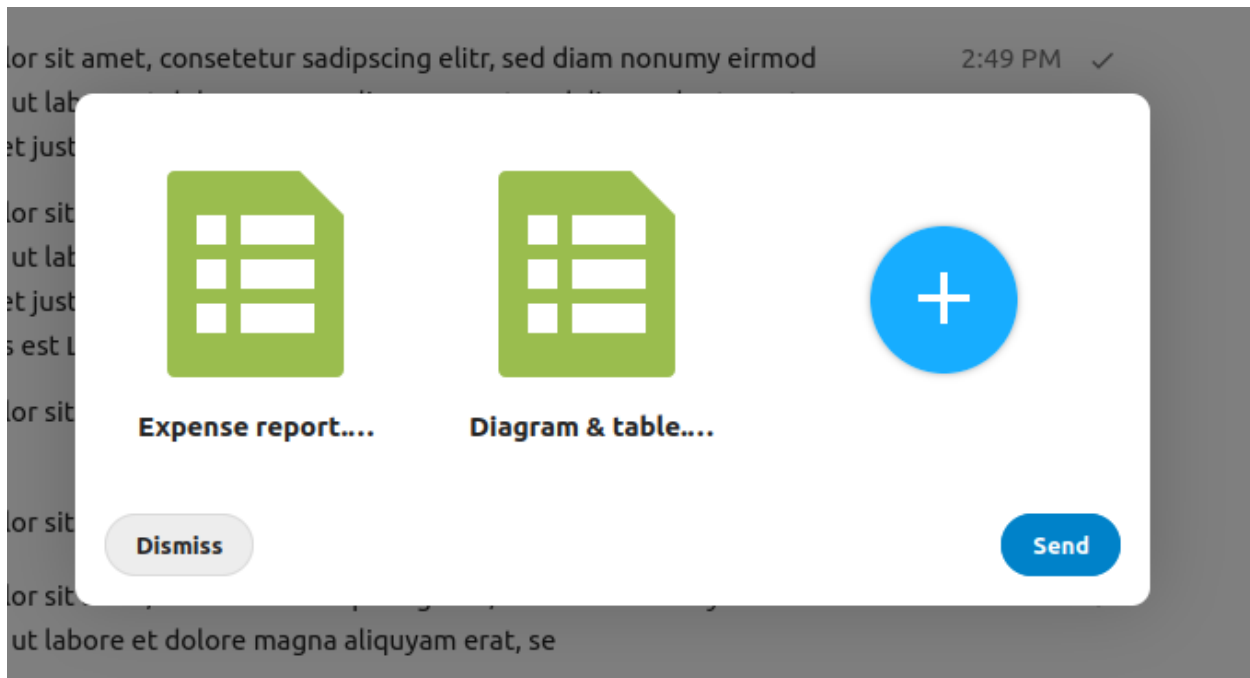 lor sit amet, consetetur sadipscing elitr, sed diam nonumy eirmod 2:49 PM
ut lab
et just
lor sit
ut lab
et just
s est L
lor sit
Expense report.… Diagram & table.…
lor sit
Dismiss Send
lor sit
ut labore et dolore magna aliquyam erat, se